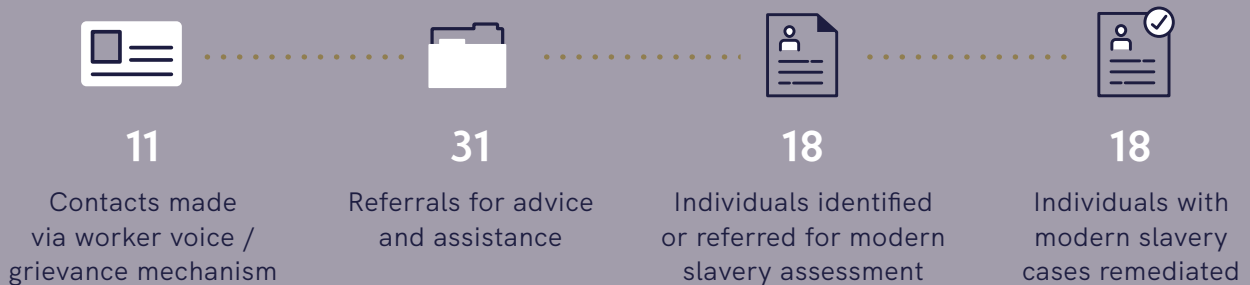 11
Contacts made
via worker voice /
grievance mechanism
31
Referrals for advice
and assistance
18
Individuals identified
or referred for modern
slavery assessment
18
Individuals with
modern slavery
cases remediated